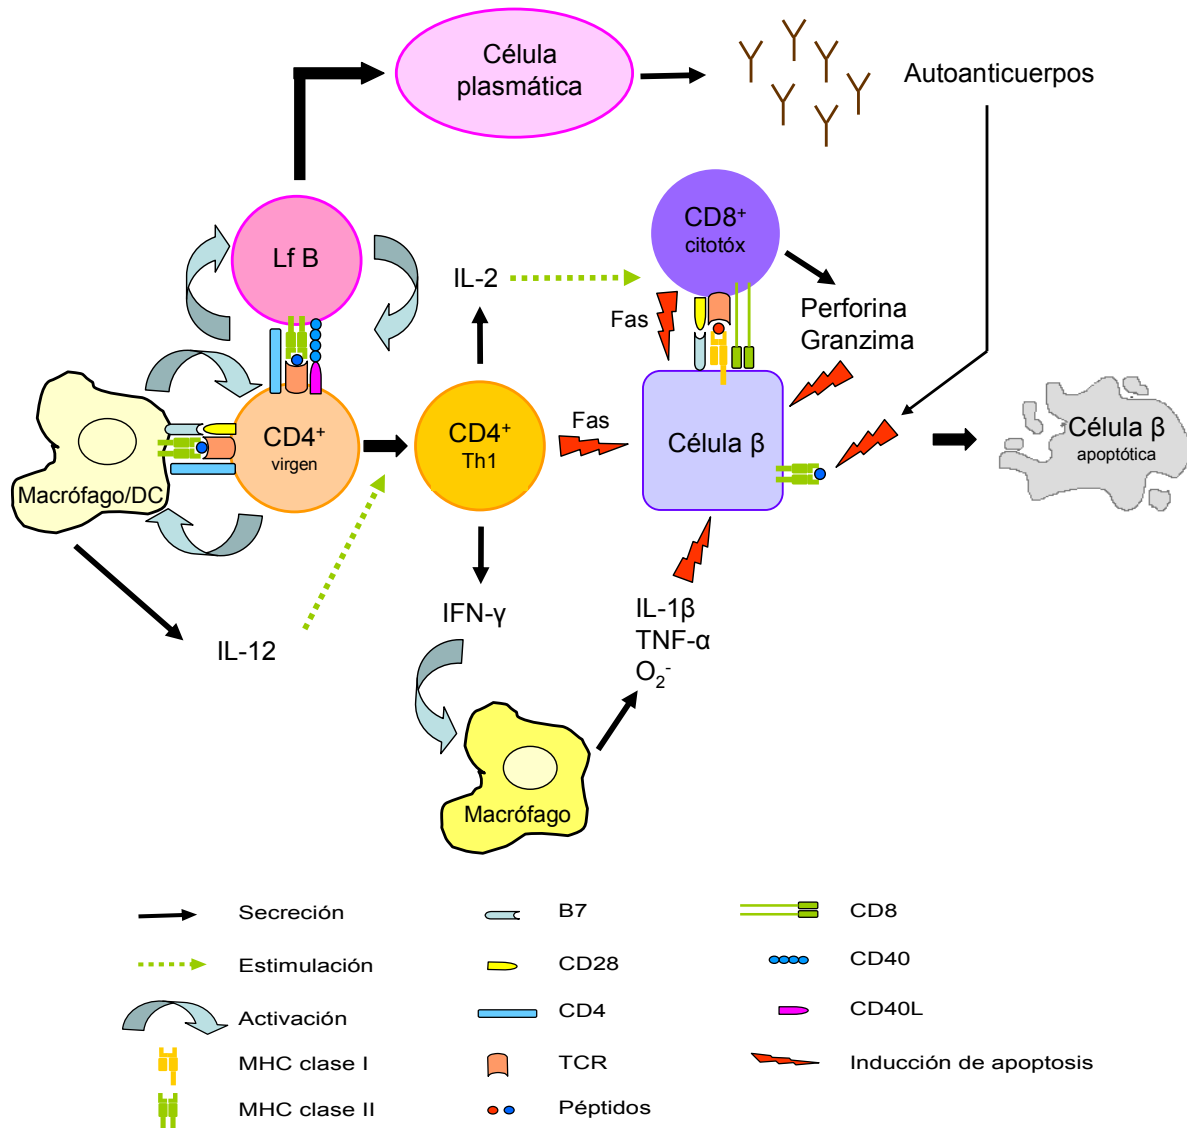 Célula
plasmática
Autoanticuerpos
Lf B
IL-2
CD8+
citotóx
Fas
Perforina
Granzima
Macrófago/DC
CD4+
virgen
CD4+
Th1
Fas
Célula β
Célula β
apoptótica
IL-12
IFN-γ
IL-1β
TNF-α
O2-
Macrófago
Secreción
B7
CD8
Estimulación
CD28
CD40
Activación
CD4
CD40L
MHC clase I
TCR
Inducción de apoptosis
MHC clase II
Péptidos